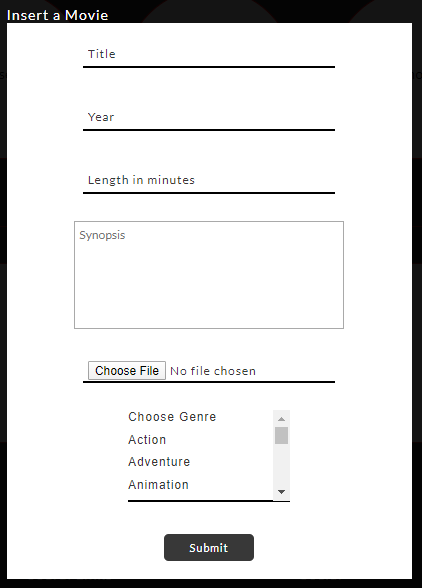 Insert a Movie
Title
Year
Length in minutes
Synopsis
Choose File No file chosen
Choose Genre
Action
Adventure
Animation
Submit